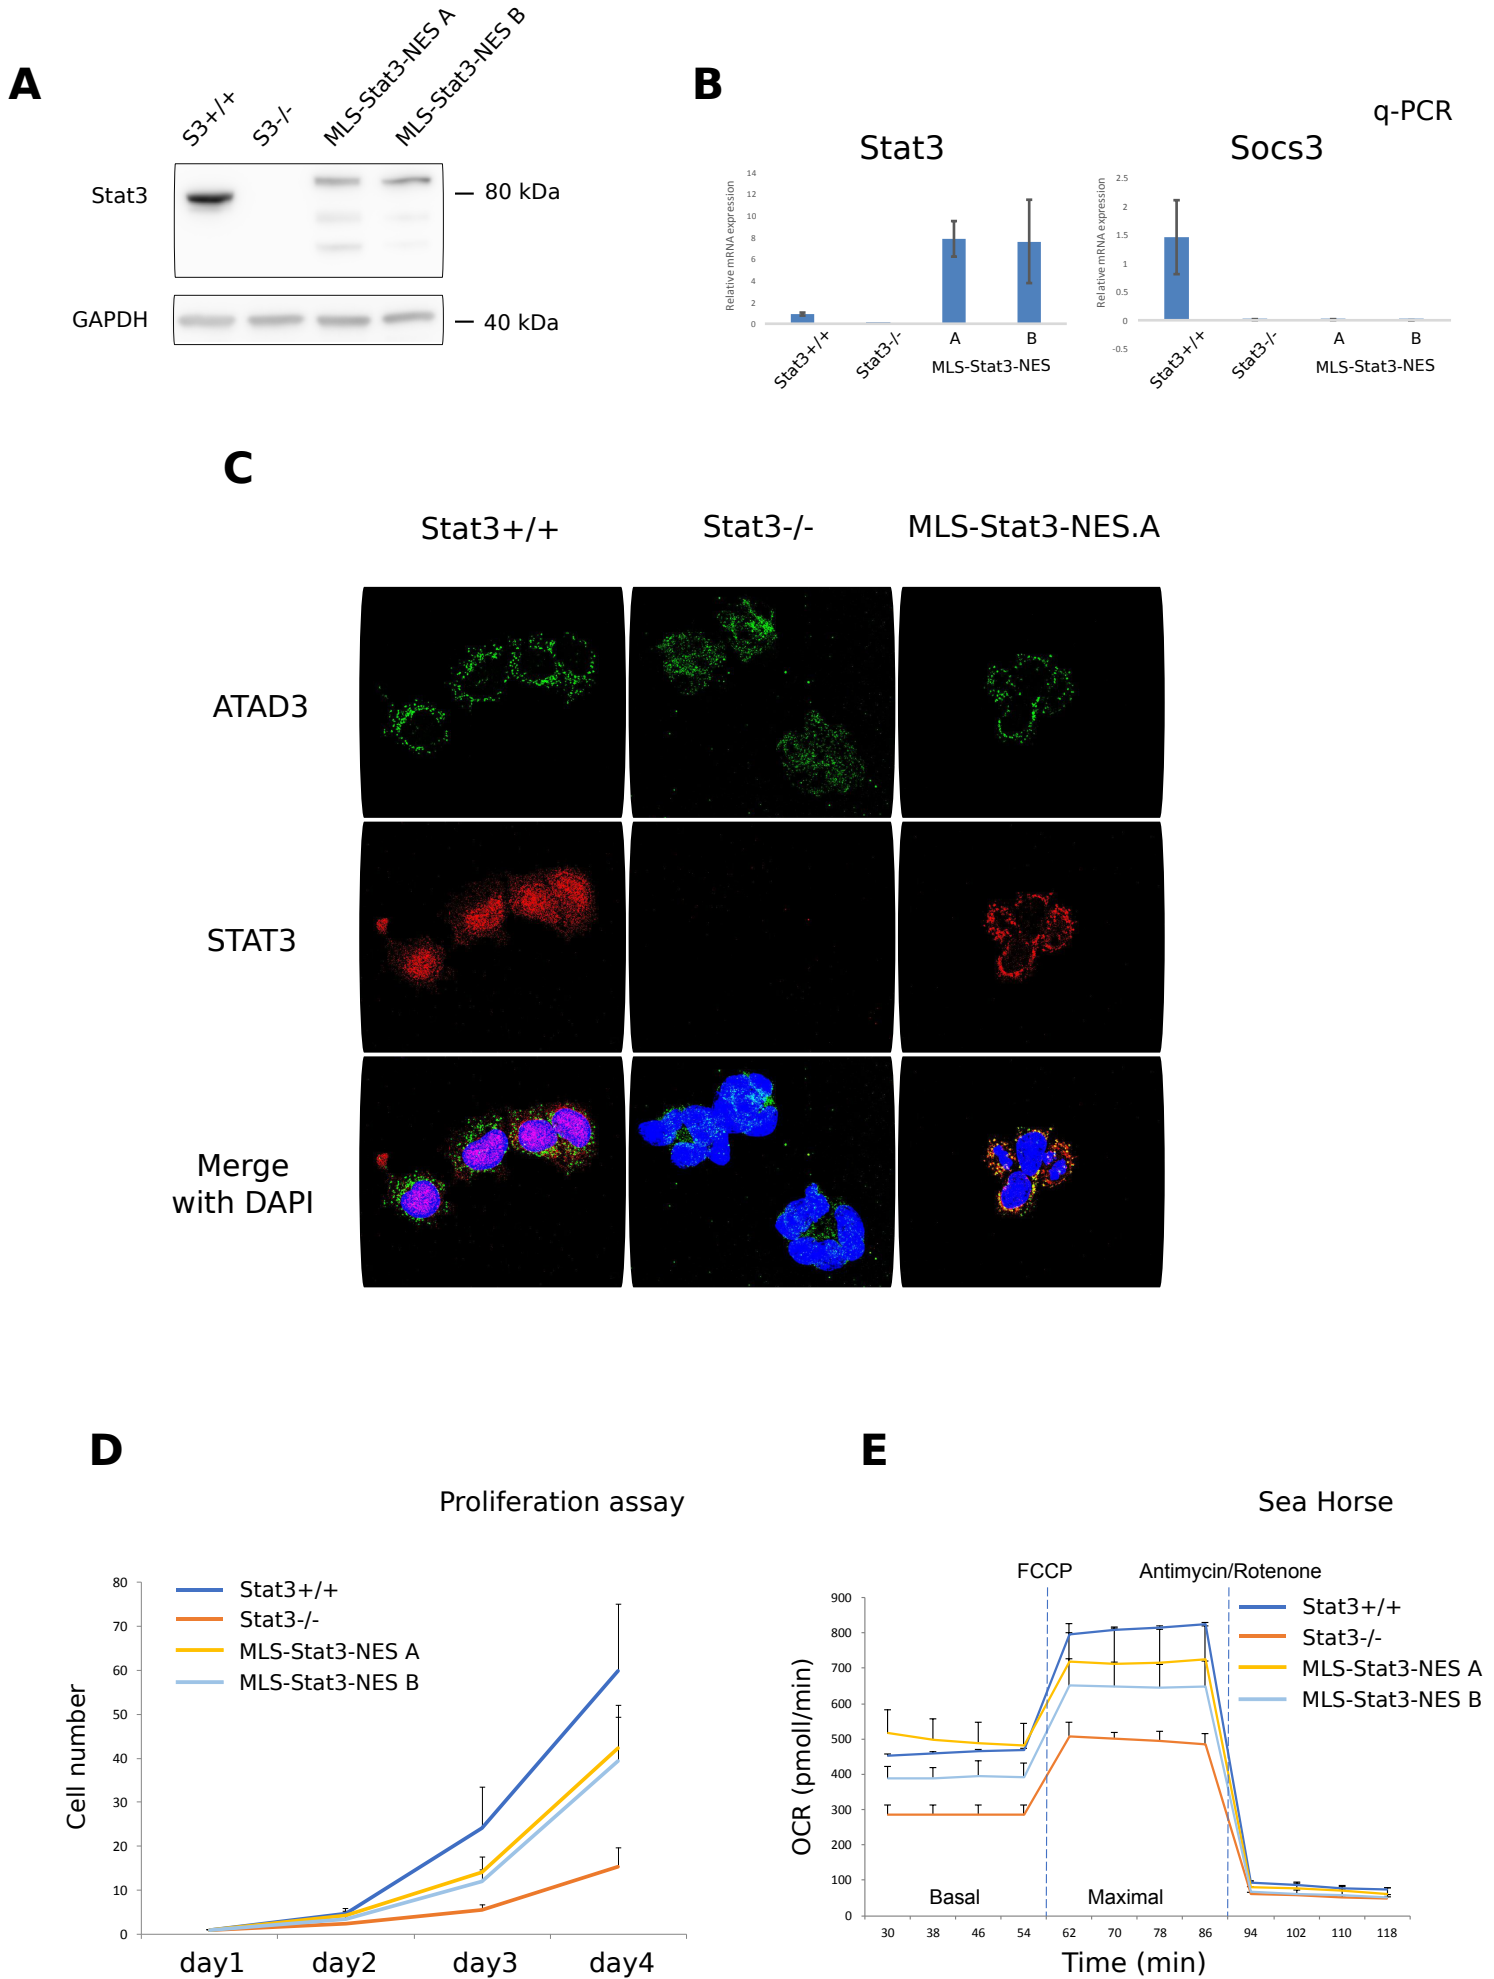 A
S3+/+
S3-/-
MLS-Stat3-NES A
MLS-Stat3-NES B
Stat3
80 kDa
GAPDH
40 kDa
B
q-PCR
Stat3
Relative mRNA expression
14
12
10
8
6
4
2
0
Stat3+/+
Stat3-/-
A
B
MLS-Stat3-NES
Socs3
Relative mRNA expression
2.5
2
1.5
1
0.5
0
-0.5
Stat3+/+
Stat3-/-
A
B
MLS-Stat3-NES
C
Stat3+/+
Stat3-/-
MLS-Stat3-NES.A
ATAD3
STAT3
Merge
with DAPI
D
Proliferation assay
Cell number
80
70
60
50
40
30
20
10
0
Stat3+/+
Stat3-/-
MLS-Stat3-NES A
MLS-Stat3-NES B
day1
day2
day3
day4
E
Sea Horse
FCCP
Antimycin/Rotenone
OCR (pmoll/min)
900
800
700
600
500
400
300
200
100
0
Stat3+/+
Stat3-/-
MLS-Stat3-NES A
MLS-Stat3-NES B
Basal
Maximal
30
38
46
54
62
70
78
86
94
102
110
118
Time (min)